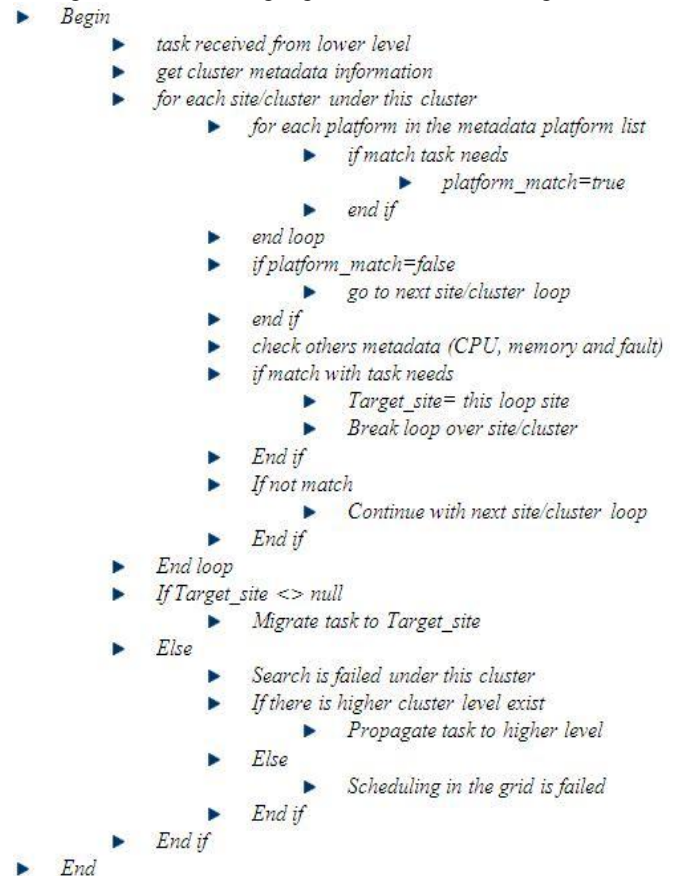 Begin
task received from lower level
get cluster metadata information
for each site/cluster under this cluster
for each platform in the metadata platform list
if match task needs
platform_match=true
end if
end loop
if platform_match=false
go to next site/cluster loop
end if
check others metadata (CPU, memory and fault)
if match with task needs
Target_site= this loop site
Break loop over site/cluster
End if
If not match
Continue with next site/cluster loop
End if
End loop
If Target_site <> null
Migrate task to Target_site
Else
Search is failed under this cluster
If there is higher cluster level exist
Propagate task to higher level
Else
Scheduling in the grid is failed
End if
End if
End